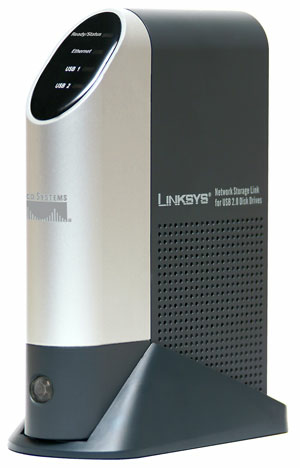 Ready/Status
Ethernet
USB 1
USB 2
Systems
LINKSYS®
Network Storage Link
for USB 2.0 Disk Drives